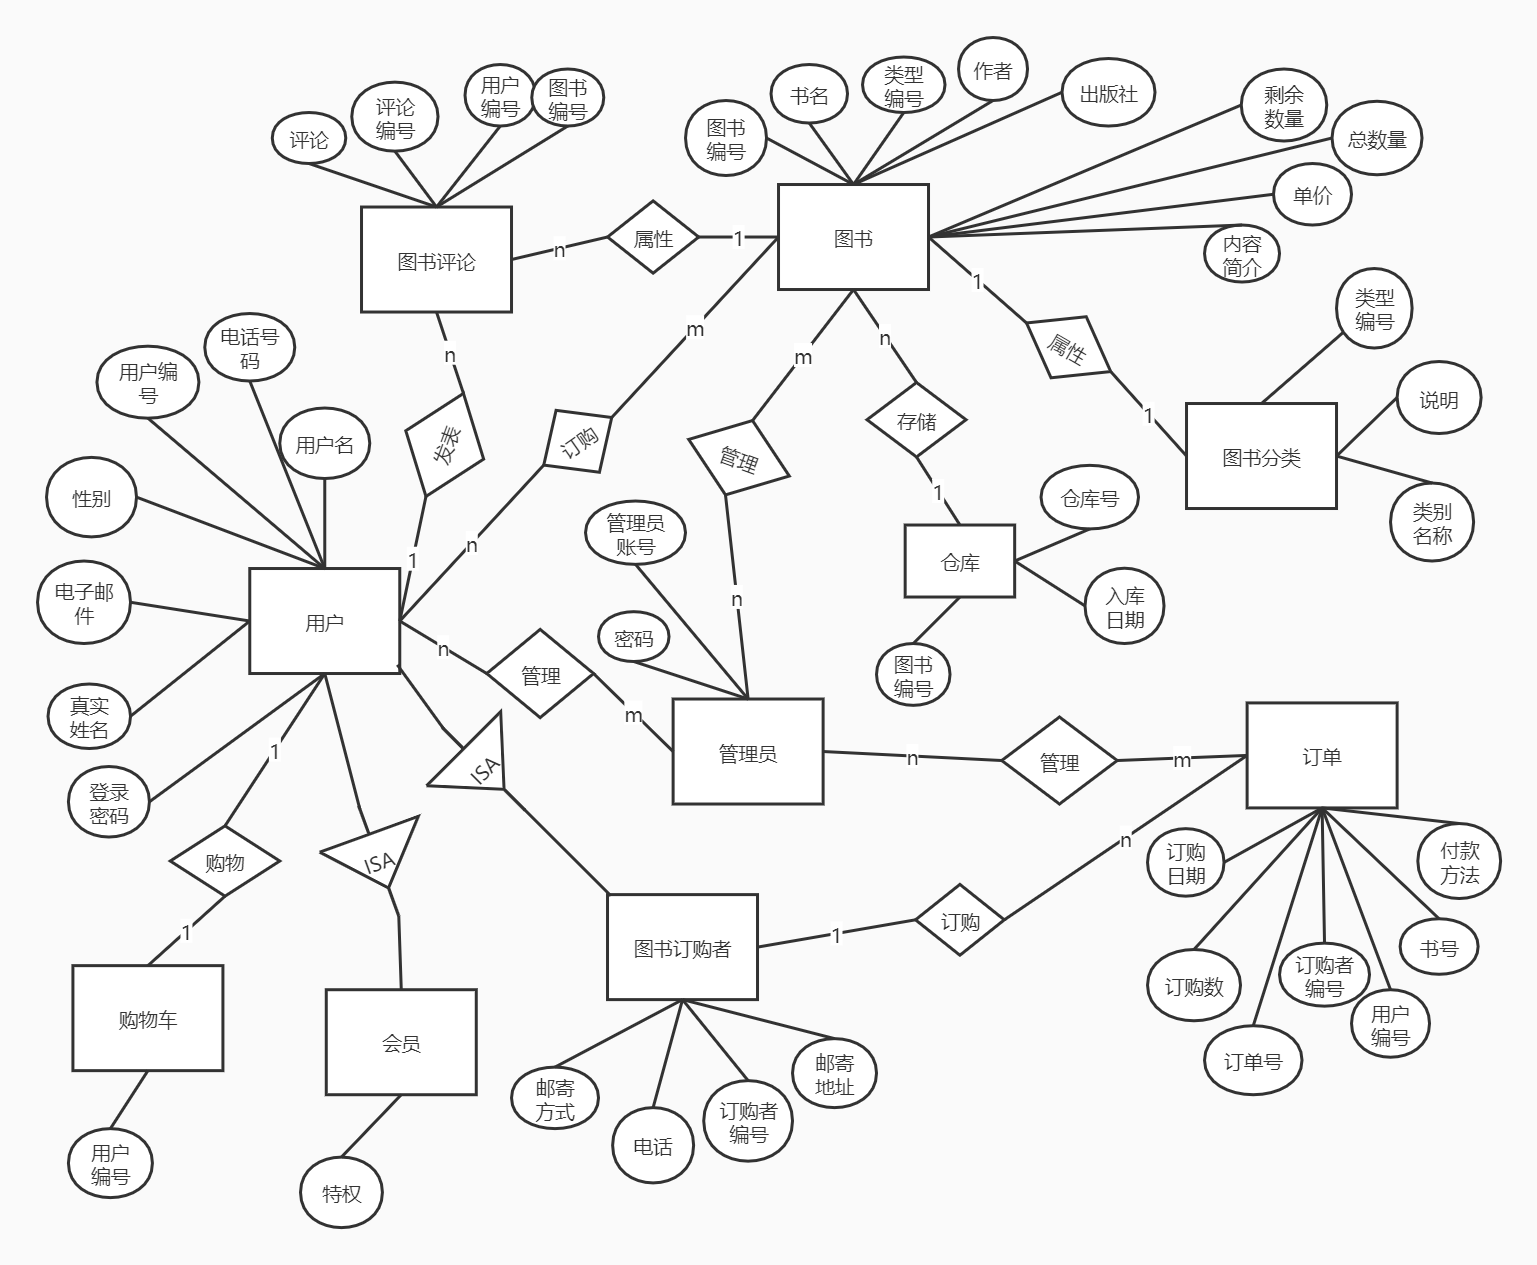 作者
类型
编号
书名
出版社
用户
编号
图书
编号
评论
编号
评论
图书
编号
剩余
数量
总数量
单价
内容
简介
图书评论
n
属性
1
图书
1
属性
1
类型
编号
说明
图书分类
类别
名称
电话号
码
用户编
号
用户名
性别
电子邮
件
真实
姓名
登录
密码
用户
n
发表
1
m
订购
n
m
管理
n
n
存储
1
仓库号
仓库
入库
日期
图书
编号
管理员
账号
密码
n
管理
m
管理员
n
管理
m
订单
1
购物
1
购物车
用户
编号
ISA
ISA
会员
特权
图书订购者
1
订购
n
邮寄
方式
电话
订购者
编号
邮寄
地址
订购
日期
付款
方法
订购数
订单号
订购者
编号
用户
编号
书号